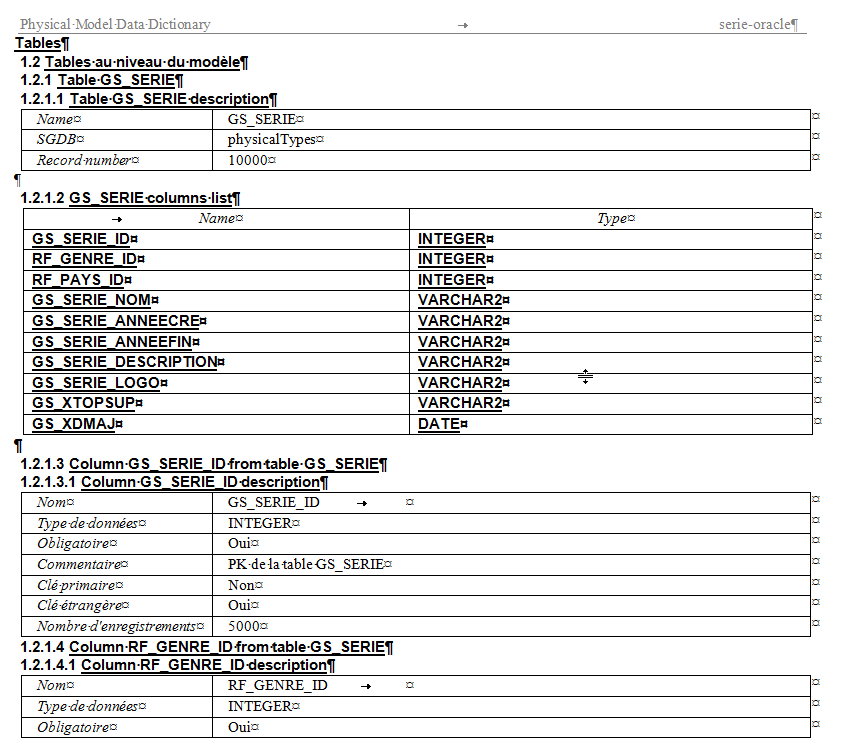 Physical Model Data Dictionary → serie-oracle¶
Tables¶
1.2 Tables au niveau du modèle¶
1.2.1 Table GS_SERIE¶
1.2.1.1 Table GS_SERIE description¶
Name¤ GS_SERIE¤ ¤
SGDB¤ physicalTypes¤ ¤
Record number¤ 10000¤ ¤
¶
1.2.1.2 GS_SERIE columns list¶
→ Name¤ Type¤ ¤
GS_SERIE_ID¤ INTEGER¤ ¤
RF_GENRE_ID¤ INTEGER¤ ¤
RF_PAYS_ID¤ INTEGER¤ ¤
GS_SERIE_NOM¤ VARCHAR2¤ ¤
GS_SERIE_ANNEECRE¤ VARCHAR2¤ ¤
GS_SERIE_ANNEEFIN¤ VARCHAR2¤ ¤
GS_SERIE_DESCRIPTION¤ VARCHAR2¤ ¤
GS_SERIE_LOGO¤ VARCHAR2¤ ¤
GS_XTOPSUP¤ VARCHAR2¤ ¤
GS_XDMAJ¤ DATE¤ ¤
¶
1.2.1.3 Column GS_SERIE_ID from table GS_SERIE¶
1.2.1.3.1 Column GS_SERIE_ID description¶
Nom¤ GS_SERIE_ID → ¤ ¤
Type de données¤ INTEGER¤ ¤
Obligatoire¤ Oui¤ ¤
Commentaire¤ PK de la table GS_SERIE¤ ¤
Clé primaire¤ Non¤ ¤
Clé étrangère¤ Oui¤ ¤
Nombre d'enregistrements¤ 5000¤ ¤
1.2.1.4 Column RF_GENRE_ID from table GS_SERIE¶
1.2.1.4.1 Column RF_GENRE_ID description¶
Nom¤ RF_GENRE_ID → ¤ ¤
Type de données¤ INTEGER¤ ¤
Obligatoire¤ Oui¤ ¤